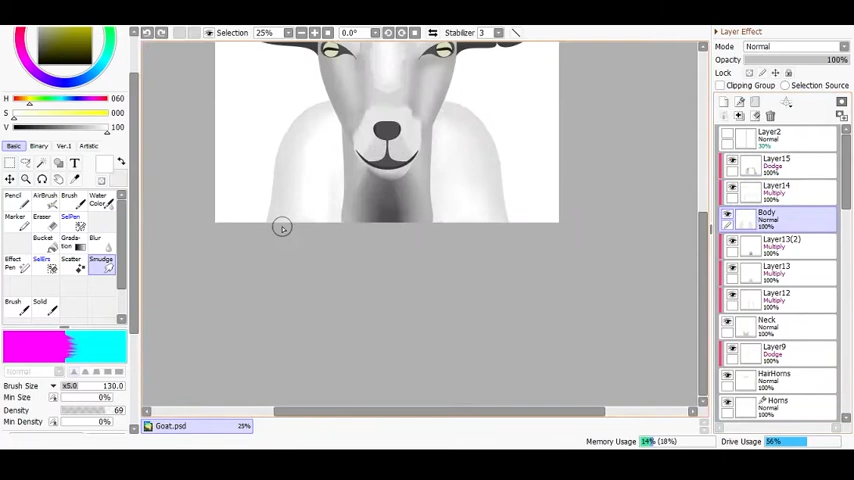 Selection 25% 0.0° Stabilizer 3
Layer Effect
Mode Normal
Opacity 100%
Lock
Clipping Group Selection Source
H 060
S 000
V 100
Basic Binary Ver.1 Artistic
Pencil AirBrush Brush Water Color
Marker Eraser SelPen
Bucket Gradation Blur
Effect Pen SelErs Scatter Smudge
Brush Solid
Normal
Brush Size x5.0 130.0
Min Size 0%
Density 69
Min Density 0%
Layer2
Normal
30%
Layer15
Dodge
100%
Layer14
Normal
100%
Body
Normal
100%
Layer13(2)
Multiply
100%
Layer13
Multiply
100%
Layer12
Multiply
100%
Neck
Normal
100%
Layer9
Dodge
100%
HairHorns
Normal
100%
Horns
Normal
100%
Goat.psd 25%
Memory Usage 14% (18%) Drive Usage 56%